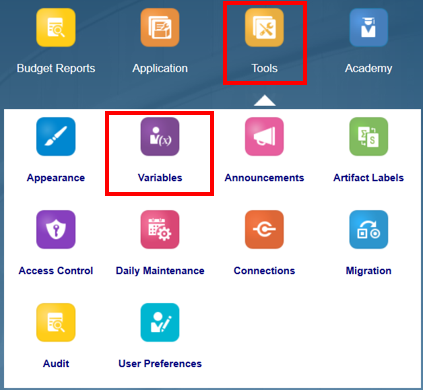 Budget Reports Application Tools Academy
Appearance Variables Announcements Artifact Labels
Access Control Daily Maintenance Connections Migration
Audit User Preferences